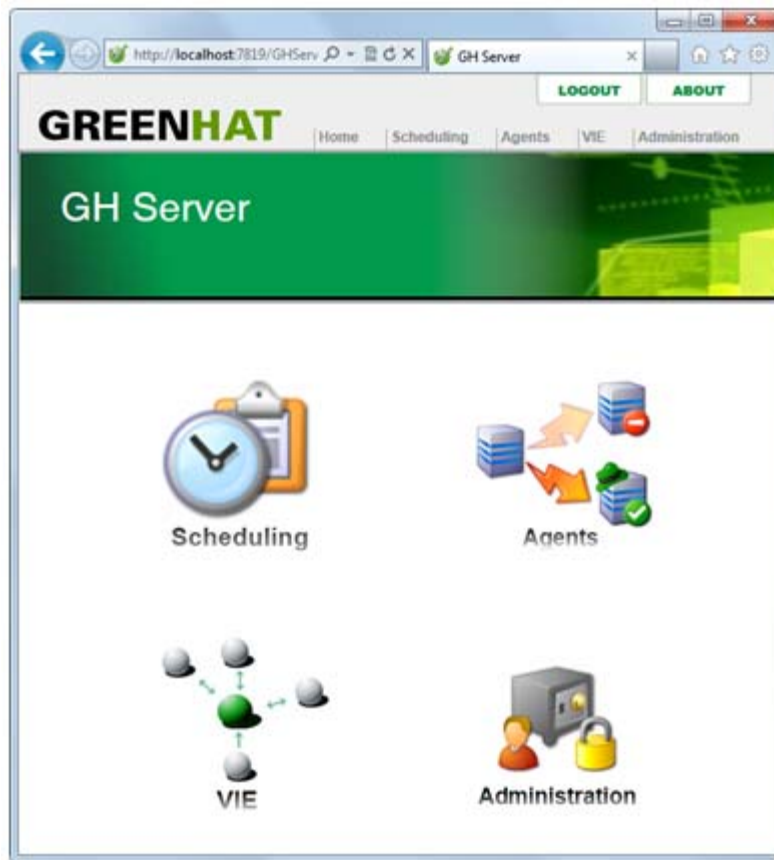 http://localhost:7819/GHServ
GH Server
LOGOUT
ABOUT
GREENHAT
Home
Scheduling
Agents
VIE
Administration
GH Server
Scheduling
Agents
VIE
Administration